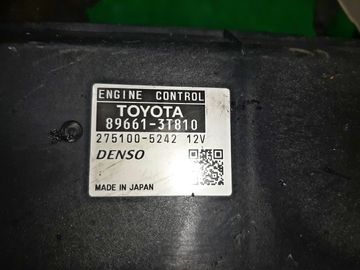 ENGINE CONTROL
TOYOTA
89661-3T810
275100-5242 12V
DENSO
MADE IN JAPAN